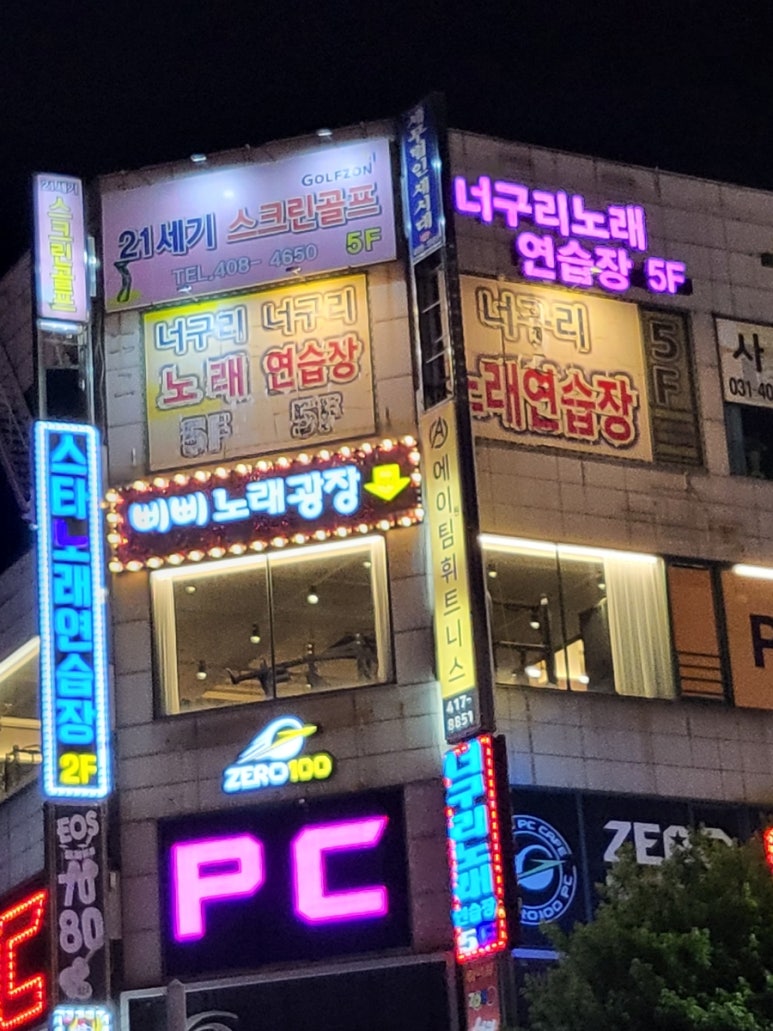 21세기
스크린골프
GOLFZON
21세기 스크린골프
TEL.408- 4650 5F
너구리노래
연습장 5F
너구리 너구리
노래 연습장
5F 5F
너구리
노래연습장
5F
사
031-40
삐삐노래광장
스타노래연습장
2F
에이팀휘트니스
417-
8851
ZERO100
PC
너구리노래
연습장
5F
PC CAFE
ZERO100 PC
ZERO
EOS
70
80
P
C